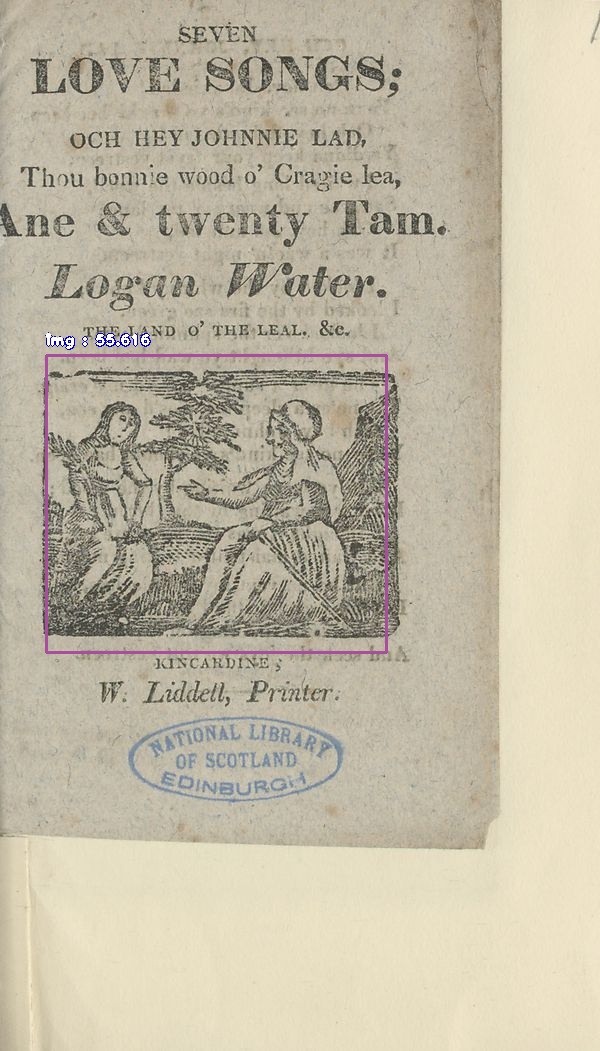 SEVEN
LOVE SONGS;
OCH HEY JOHNNIE LAD,
Thou bonnie wood o' Cragie lea,
Ane & twenty Tam.
Logan Water.
THE LAND O' THE LEAL. &c.
img : 55.616
KINCARDINE;
W. Liddell, Printer.
NATIONAL LIBRARY
OF SCOTLAND
EDINBURGH